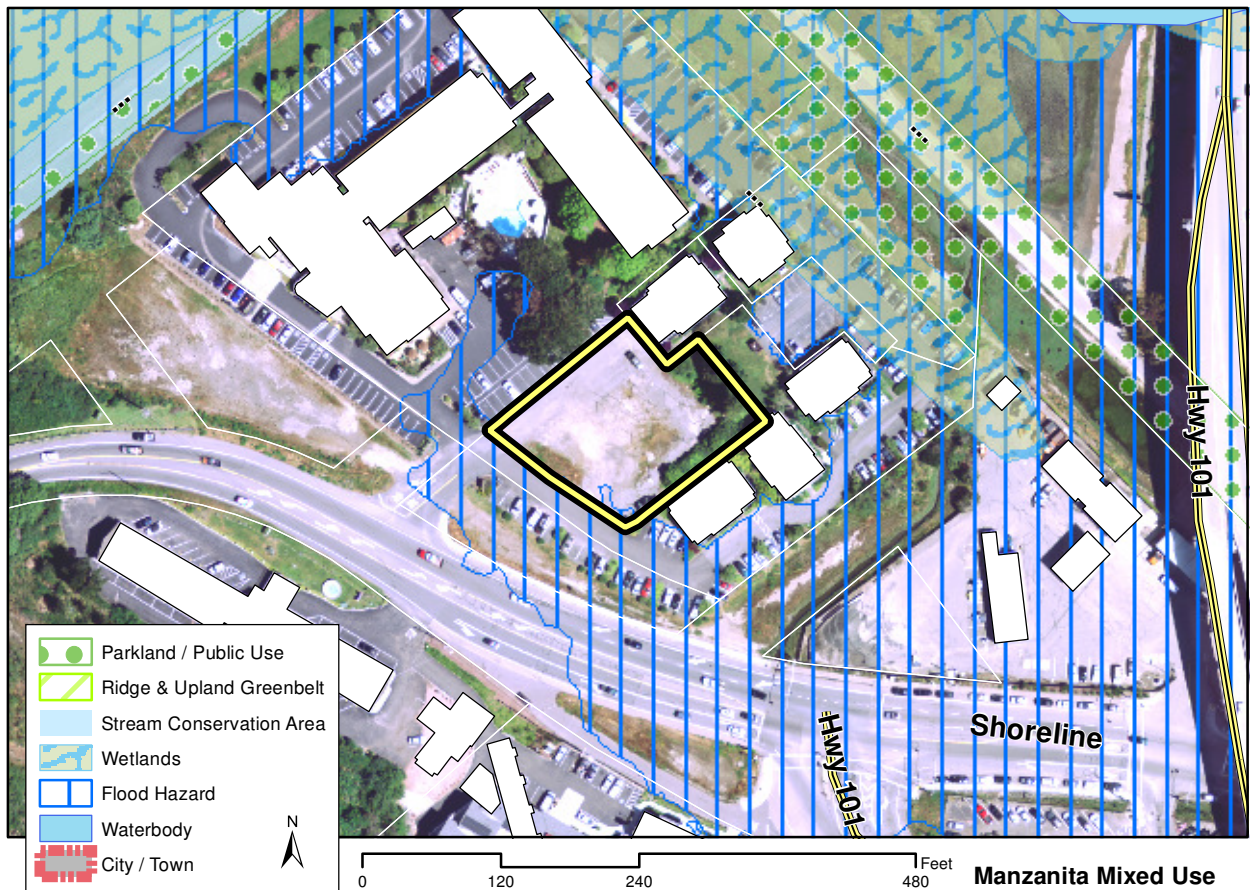 Hwy 101
Shoreline
Hwy 101
Parkland / Public Use
Ridge & Upland Greenbelt
Stream Conservation Area
Wetlands
Flood Hazard
Waterbody
City / Town
N
Feet
0 120 240 480
Manzanita Mixed Use